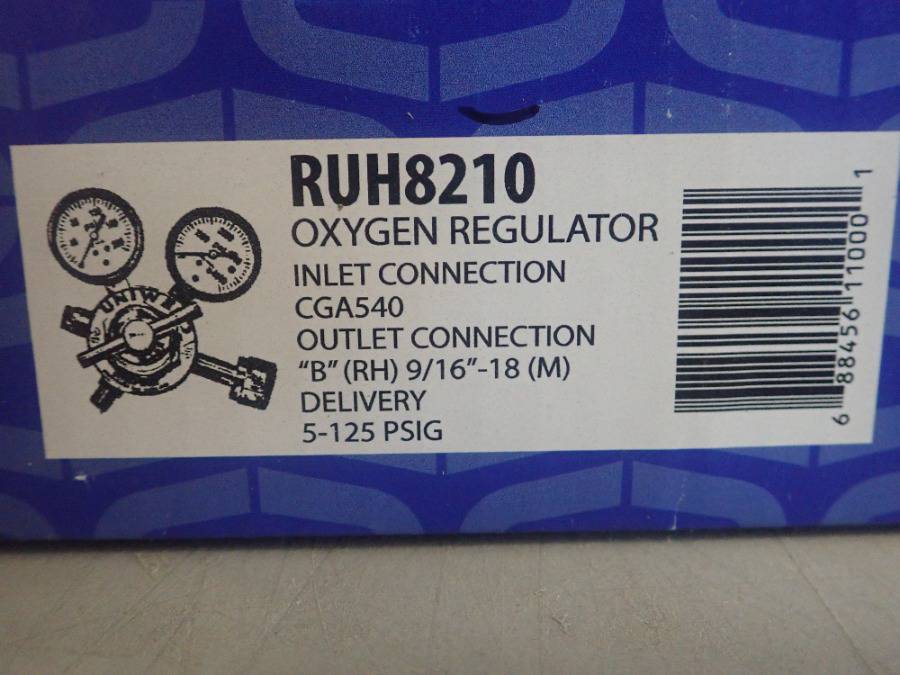 RUH8210
OXYGEN REGULATOR
INLET CONNECTION
CGA540
OUTLET CONNECTION
“B” (RH) 9/16”-18 (M)
DELIVERY
5-125 PSIG
UNIW
6 88456 11000 1